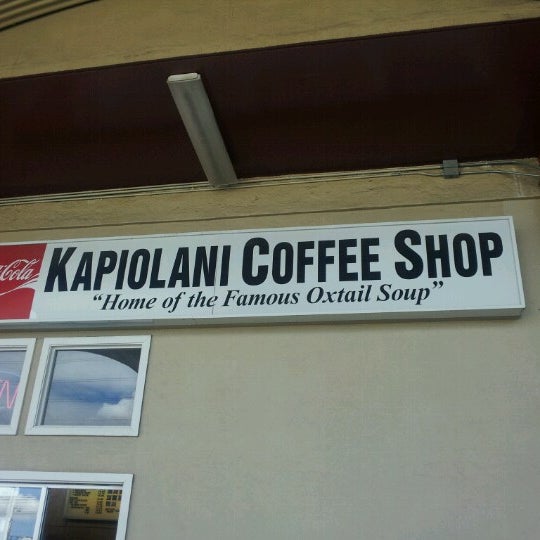 Coca-Cola
KAPIOLANI COFFEE SHOP
"Home of the Famous Oxtail Soup"